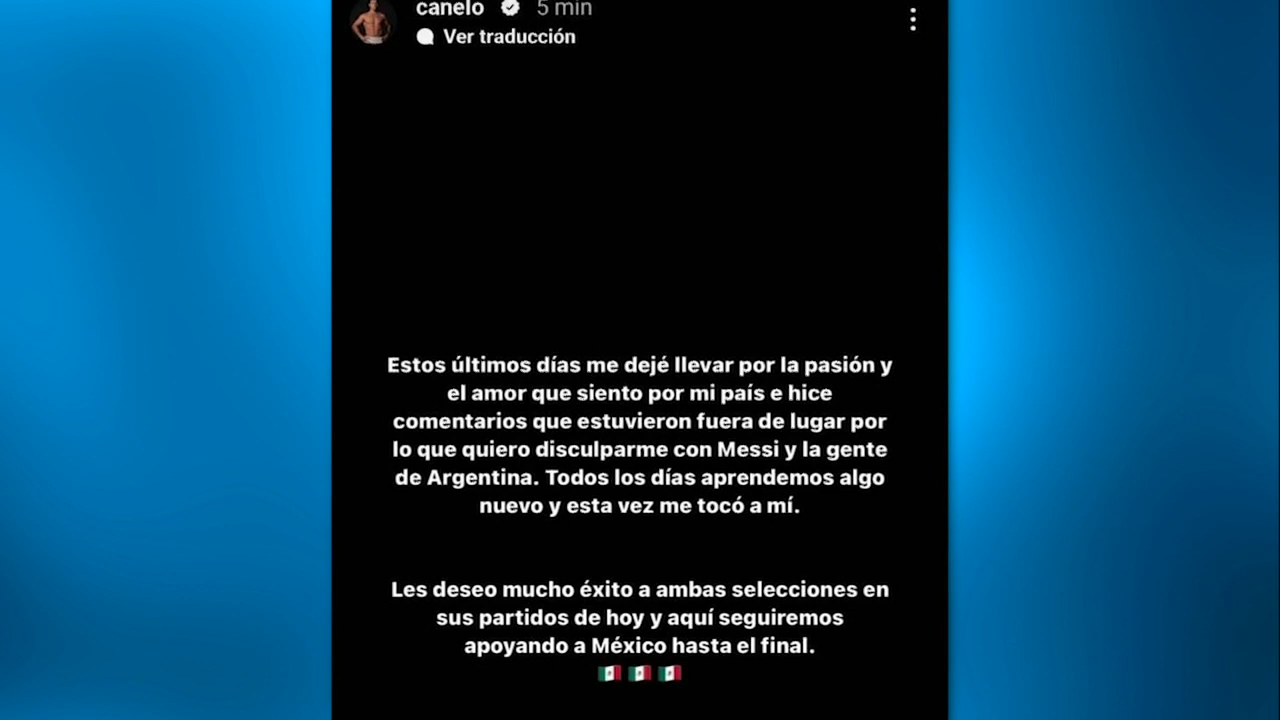 canelo 5 min
Ver traducción
Estos últimos días me dejé llevar por la pasión y
el amor que siento por mi país e hice
comentarios que estuvieron fuera de lugar por
lo que quiero disculparme con Messi y la gente
de Argentina. Todos los días aprendemos algo
nuevo y esta vez me tocó a mí.
Les deseo mucho éxito a ambas selecciones en
sus partidos de hoy y aquí seguiremos
apoyando a México hasta el final.
🇲🇽 🇲🇽 🇲🇽